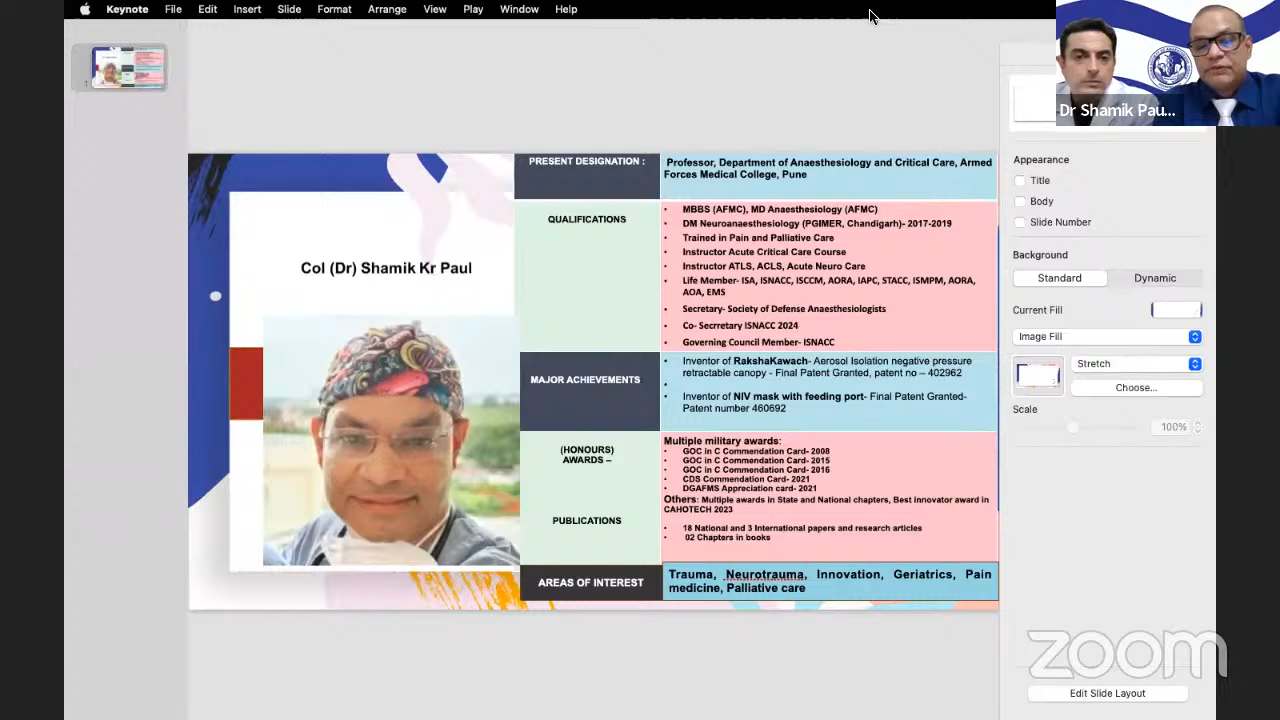 Keynote File Edit Insert Slide Format Arrange View Play Window Help
Dr Shamik Pau...
1
Col (Dr) Shamik Kr Paul
PRESENT DESIGNATION :
Professor, Department of Anaesthesiology and Critical Care, Armed
Forces Medical College, Pune
QUALIFICATIONS
• MBBS (AFMC), MD Anaesthesiology (AFMC)
• DM Neuroanaesthesiology (PGIMER, Chandigarh)- 2017-2019
• Trained in Pain and Palliative Care
• Instructor Acute Critical Care Course
• Instructor ATLS, ACLS, Acute Neuro Care
• Life Member- ISA, ISNACC, ISCCM, AORA, IAPC, STACC, ISMPM, AORA,
AOA, EMS
• Secretary- Society of Defense Anaesthesiologists
• Co- Secrretary ISNACC 2024
• Governing Council Member- ISNACC
MAJOR ACHIEVEMENTS
• Inventor of RakshaKawach- Aerosol Isolation negative pressure
retractable canopy - Final Patent Granted, patent no – 402962
•
• Inventor of NIV mask with feeding port- Final Patent Granted-
Patent number 460692
(HONOURS)
AWARDS –
Multiple military awards:
• GOC in C Commendation Card- 2008
• GOC in C Commendation Card- 2015
• GOC in C Commendation Card- 2016
• CDS Commendation Card- 2021
• DGAFMS Appreciation card- 2021
Others: Multiple awards in State and National chapters, Best innovator award in
CAHOTECH 2023
PUBLICATIONS
• 18 National and 3 International papers and research articles
• 02 Chapters in books
AREAS OF INTEREST
Trauma, Neurotrauma, Innovation, Geriatrics, Pain
medicine, Palliative care
Appearance
Title
Body
Slide Number
Background
Standard Dynamic
Current Fill
Image Fill
Stretch
Choose...
Scale
100%
zoom
Edit Slide Layout